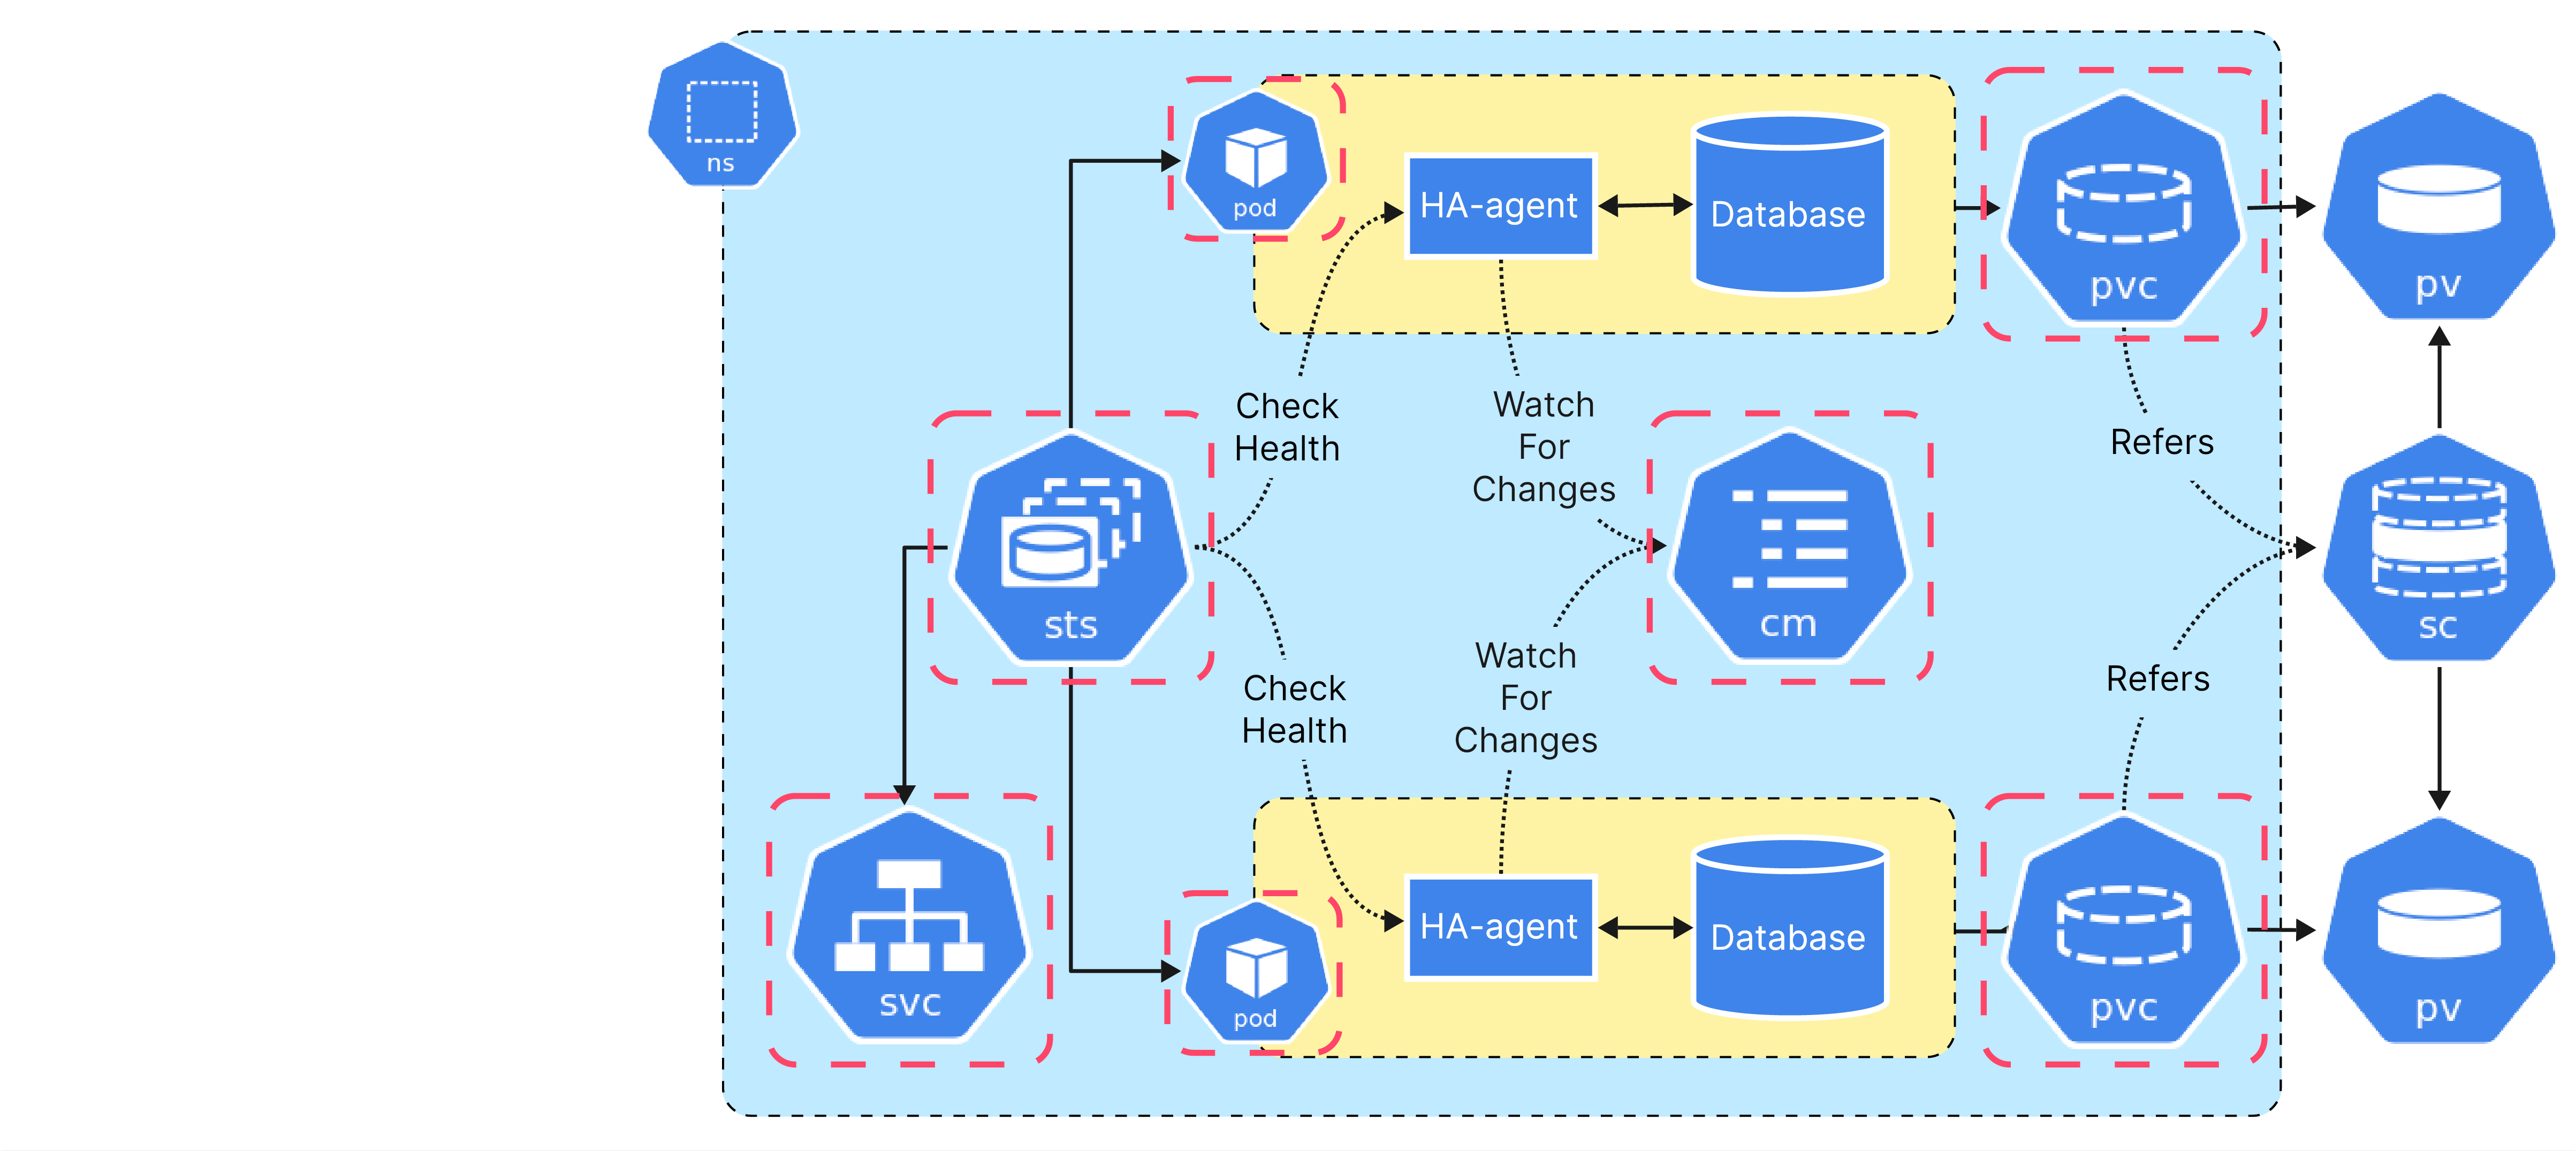 ns
pod
HA-agent
Database
pvc
pv
Check
Health
Watch
For
Changes
Refers
sts
cm
sc
Check
Health
Watch
For
Changes
Refers
svc
pod
HA-agent
Database
pvc
pv